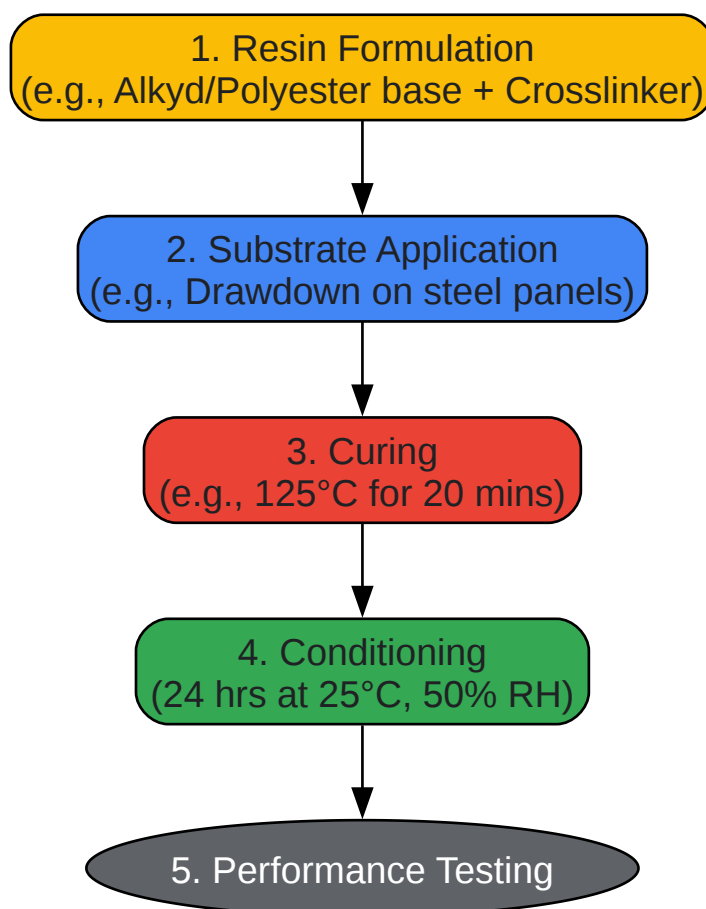 1. Resin Formulation
(e.g., Alkyd/Polyester base + Crosslinker)
2. Substrate Application
(e.g., Drawdown on steel panels)
3. Curing
(e.g., 125°C for 20 mins)
4. Conditioning
(24 hrs at 25°C, 50% RH)
5. Performance Testing